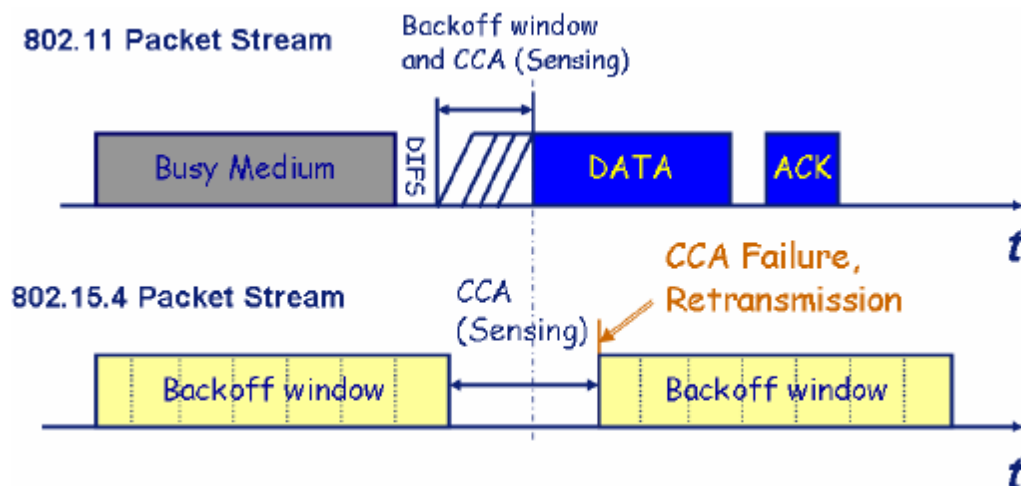 802.11 Packet Stream
Backoff window
and CCA (Sensing)
Busy Medium
DIFS
DATA
ACK
t
802.15.4 Packet Stream
CCA
(Sensing)
CCA Failure,
Retransmission
Backoff window
Backoff window
t